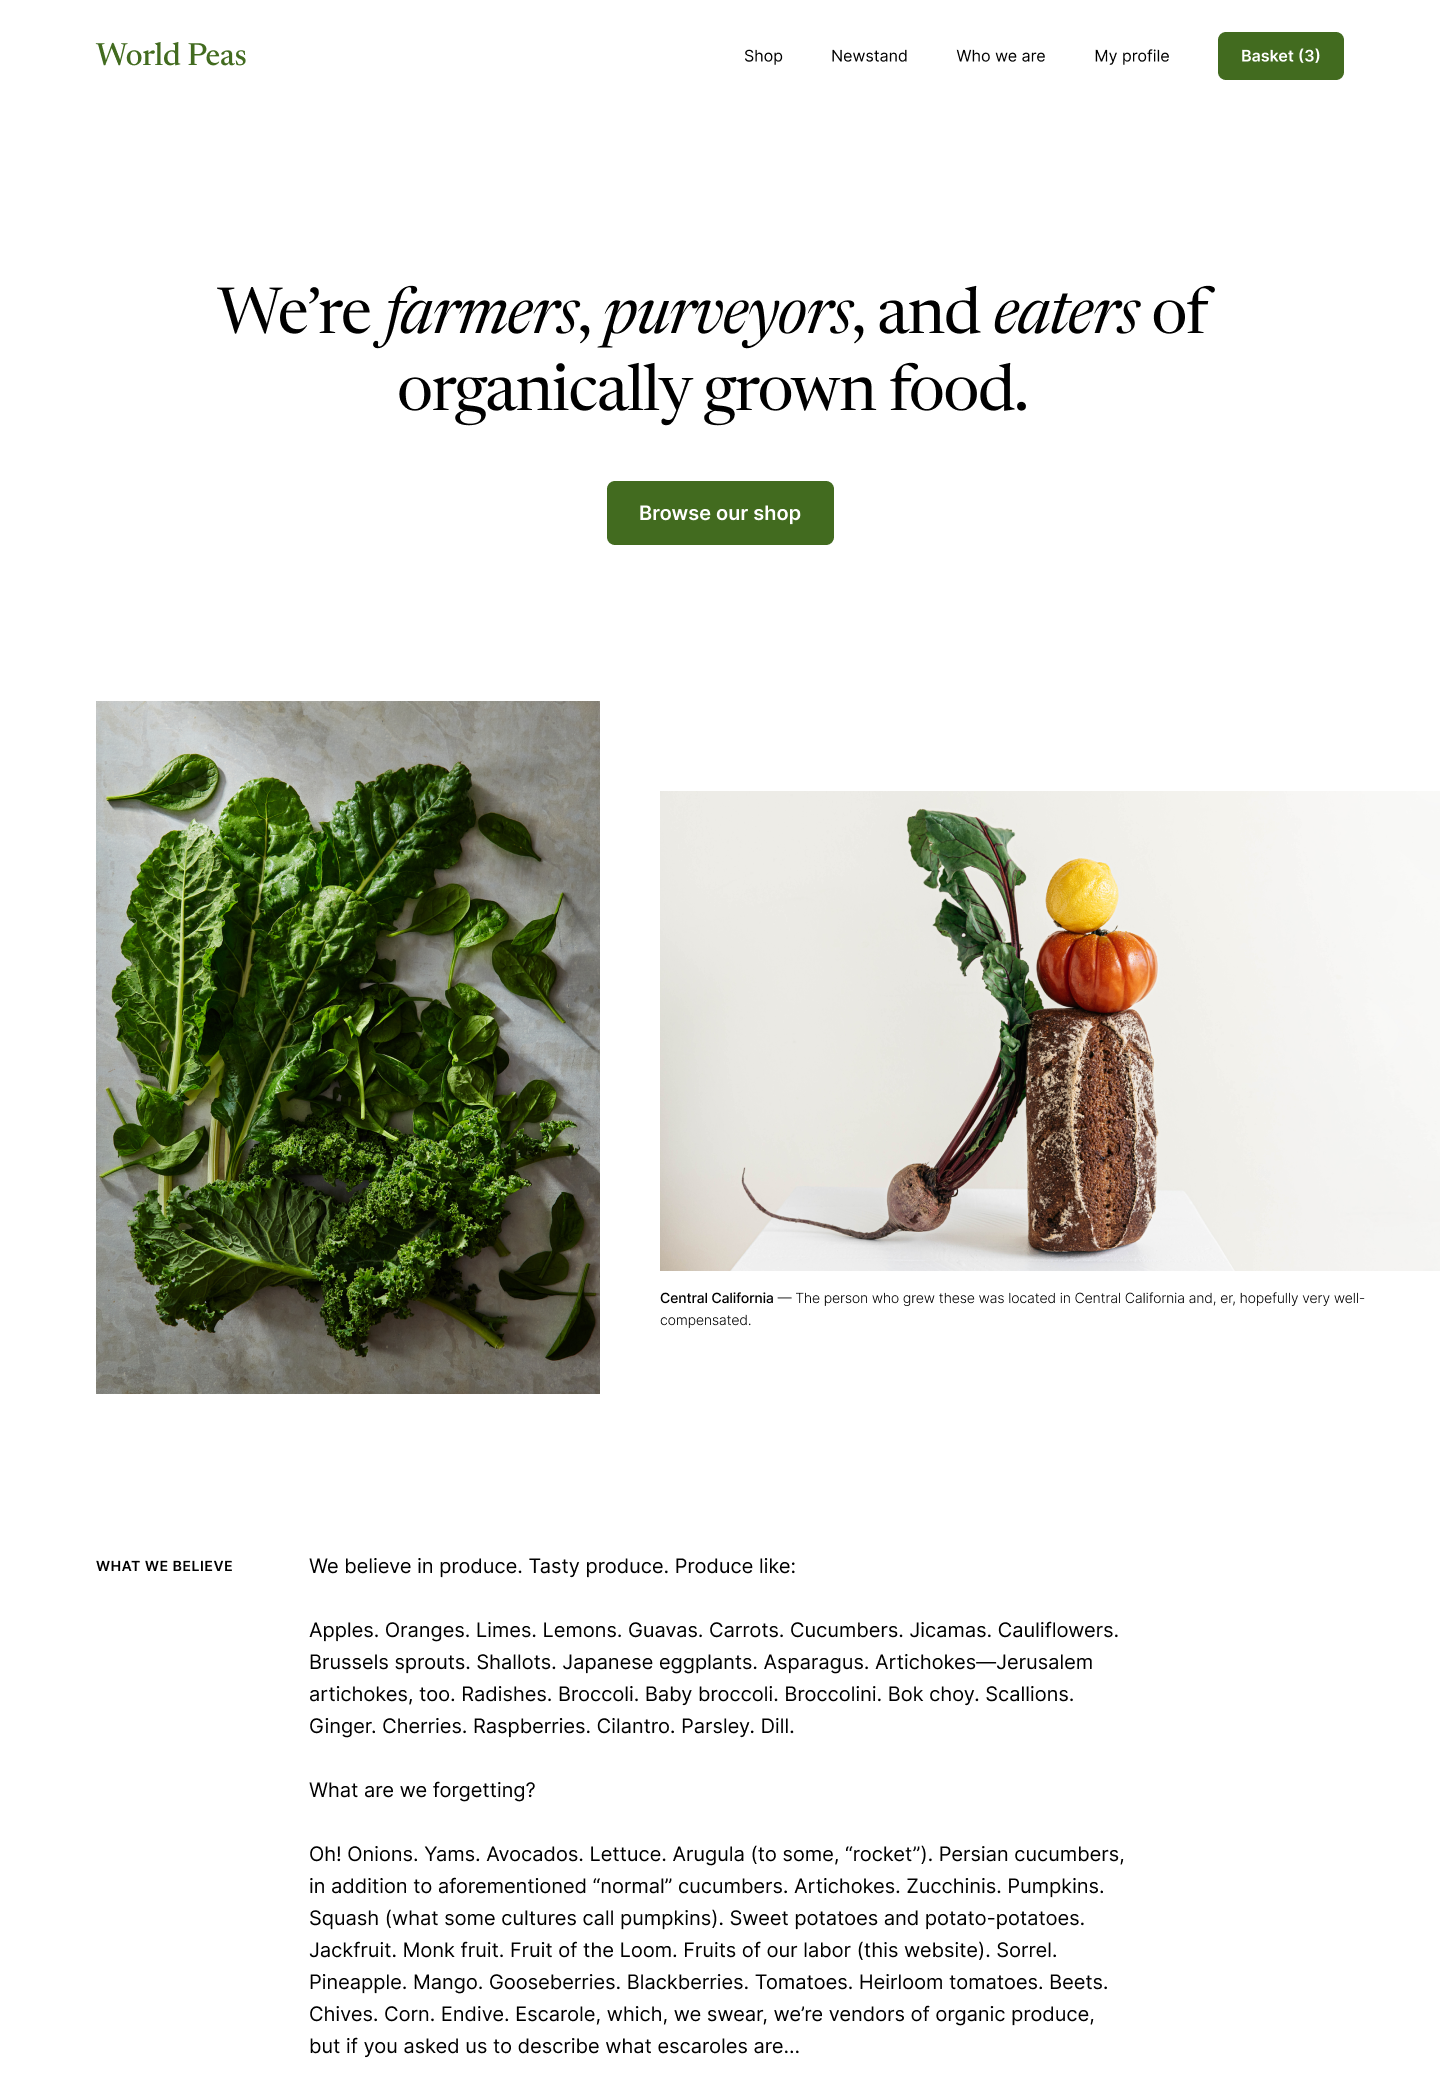 World Peas
Shop
Newstand
Who we are
My profile
Basket (3)
We’re farmers, purveyors, and eaters of
organically grown food.
Browse our shop
Central California — The person who grew these was located in Central California and, er, hopefully very well-
compensated.
WHAT WE BELIEVE
We believe in produce. Tasty produce. Produce like:
Apples. Oranges. Limes. Lemons. Guavas. Carrots. Cucumbers. Jicamas. Cauliflowers.
Brussels sprouts. Shallots. Japanese eggplants. Asparagus. Artichokes—Jerusalem
artichokes, too. Radishes. Broccoli. Baby broccoli. Broccolini. Bok choy. Scallions.
Ginger. Cherries. Raspberries. Cilantro. Parsley. Dill.
What are we forgetting?
Oh! Onions. Yams. Avocados. Lettuce. Arugula (to some, “rocket”). Persian cucumbers,
in addition to aforementioned “normal” cucumbers. Artichokes. Zucchinis. Pumpkins.
Squash (what some cultures call pumpkins). Sweet potatoes and potato-potatoes.
Jackfruit. Monk fruit. Fruit of the Loom. Fruits of our labor (this website). Sorrel.
Pineapple. Mango. Gooseberries. Blackberries. Tomatoes. Heirloom tomatoes. Beets.
Chives. Corn. Endive. Escarole, which, we swear, we’re vendors of organic produce,
but if you asked us to describe what escaroles are...